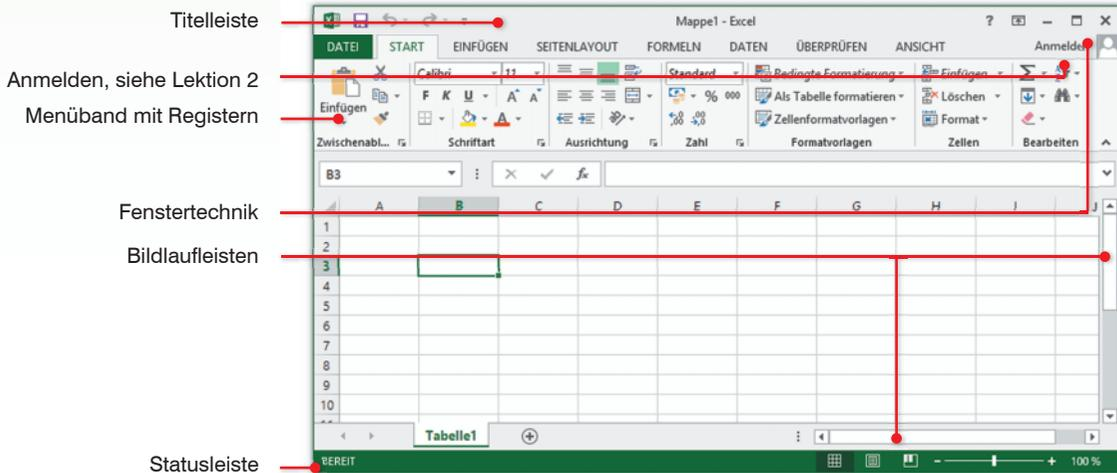 Titelleiste
Anmelden, siehe Lektion 2
Menüband mit Registern
Fenstertechnik
Bildlaufleisten
Statusleiste
Mappe1 - Excel ?
DATEI START EINFÜGEN SEITENLAYOUT FORMELN DATEN ÜBERPRÜFEN ANSICHT Anmelden
Calibri 11 Standard Bedingte Formatierung Einfügen Σ
Einfügen F K U A A % 000 Als Tabelle formatieren Löschen
A Zellenformatvorlagen Format
Zwischenabl... Schriftart Ausrichtung Zahl Formatvorlagen Zellen Bearbeiten
B3 fx
A B C D E F G H I J
1
2
3
4
5
6
7
8
9
10
Tabelle1
BEREIT 100 %